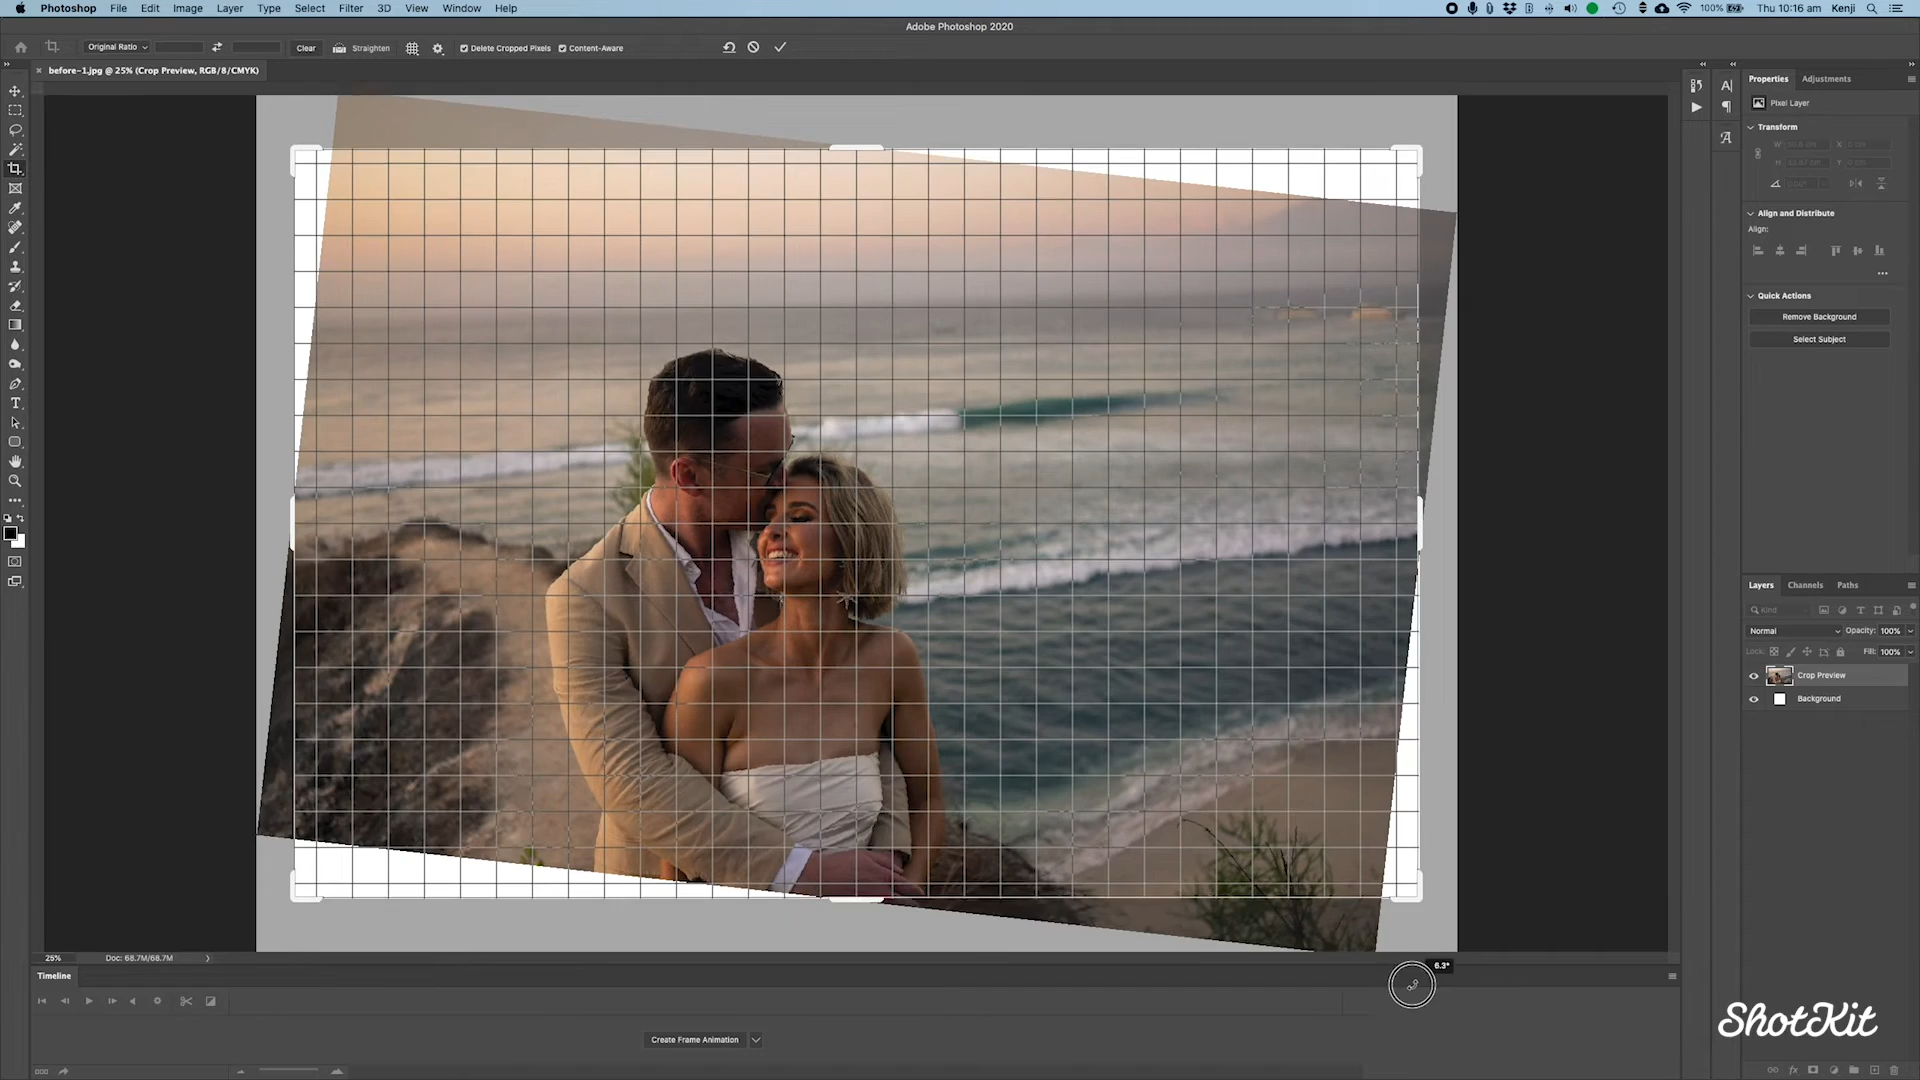 Photoshop File Edit Image Layer Type Select Filter 3D View Window Help 100% Thu 10:16 am Kenji
Adobe Photoshop 2020
Original Ratio Clear Straighten Delete Cropped Pixels Content-Aware
before-1.jpg @ 25% (Crop Preview, RGB/8/CMYK)
Properties Adjustments
Pixel Layer
Transform
Align and Distribute
Align:
Quick Actions
Remove Background
Select Subject
Layers Channels Paths
Kind
Normal Opacity: 100%
Lock: Fill: 100%
Crop Preview
Background
25% Doc: 68.7M/68.7M
6.3°
Timeline
Create Frame Animation
ShotKit